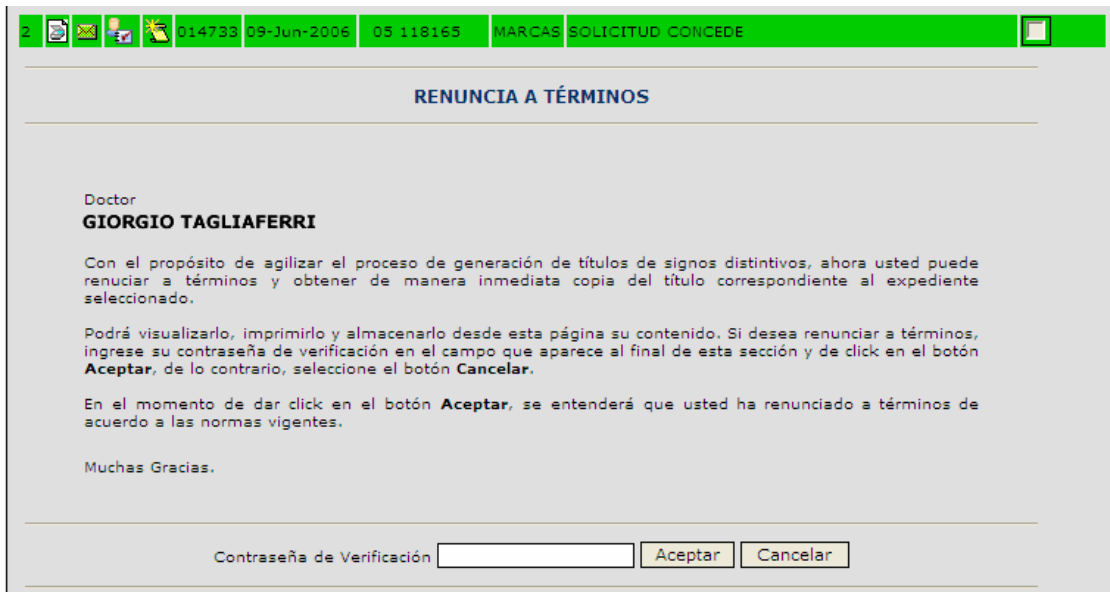 2 014733 09-Jun-2006 05 118165 MARCAS SOLICITUD CONCEDE
RENUNCIA A TÉRMINOS
Doctor
GIORGIO TAGLIAFERRI
Con el propósito de agilizar el proceso de generación de títulos de signos distintivos, ahora usted puede
renuciar a términos y obtener de manera inmediata copia del título correspondiente al expediente
seleccionado.
Podrá visualizarlo, imprimirlo y almacenarlo desde esta página su contenido. Si desea renunciar a términos,
ingrese su contraseña de verificación en el campo que aparece al final de esta sección y de click en el botón
Aceptar, de lo contrario, seleccione el botón Cancelar.
En el momento de dar click en el botón Aceptar, se entenderá que usted ha renunciado a términos de
acuerdo a las normas vigentes.
Muchas Gracias.
Contraseña de Verificación Aceptar Cancelar